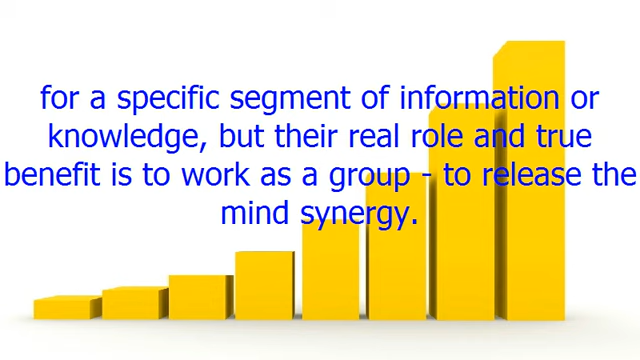 for a specific segment of information or
knowledge, but their real role and true
benefit is to work as a group - to release the
mind synergy.